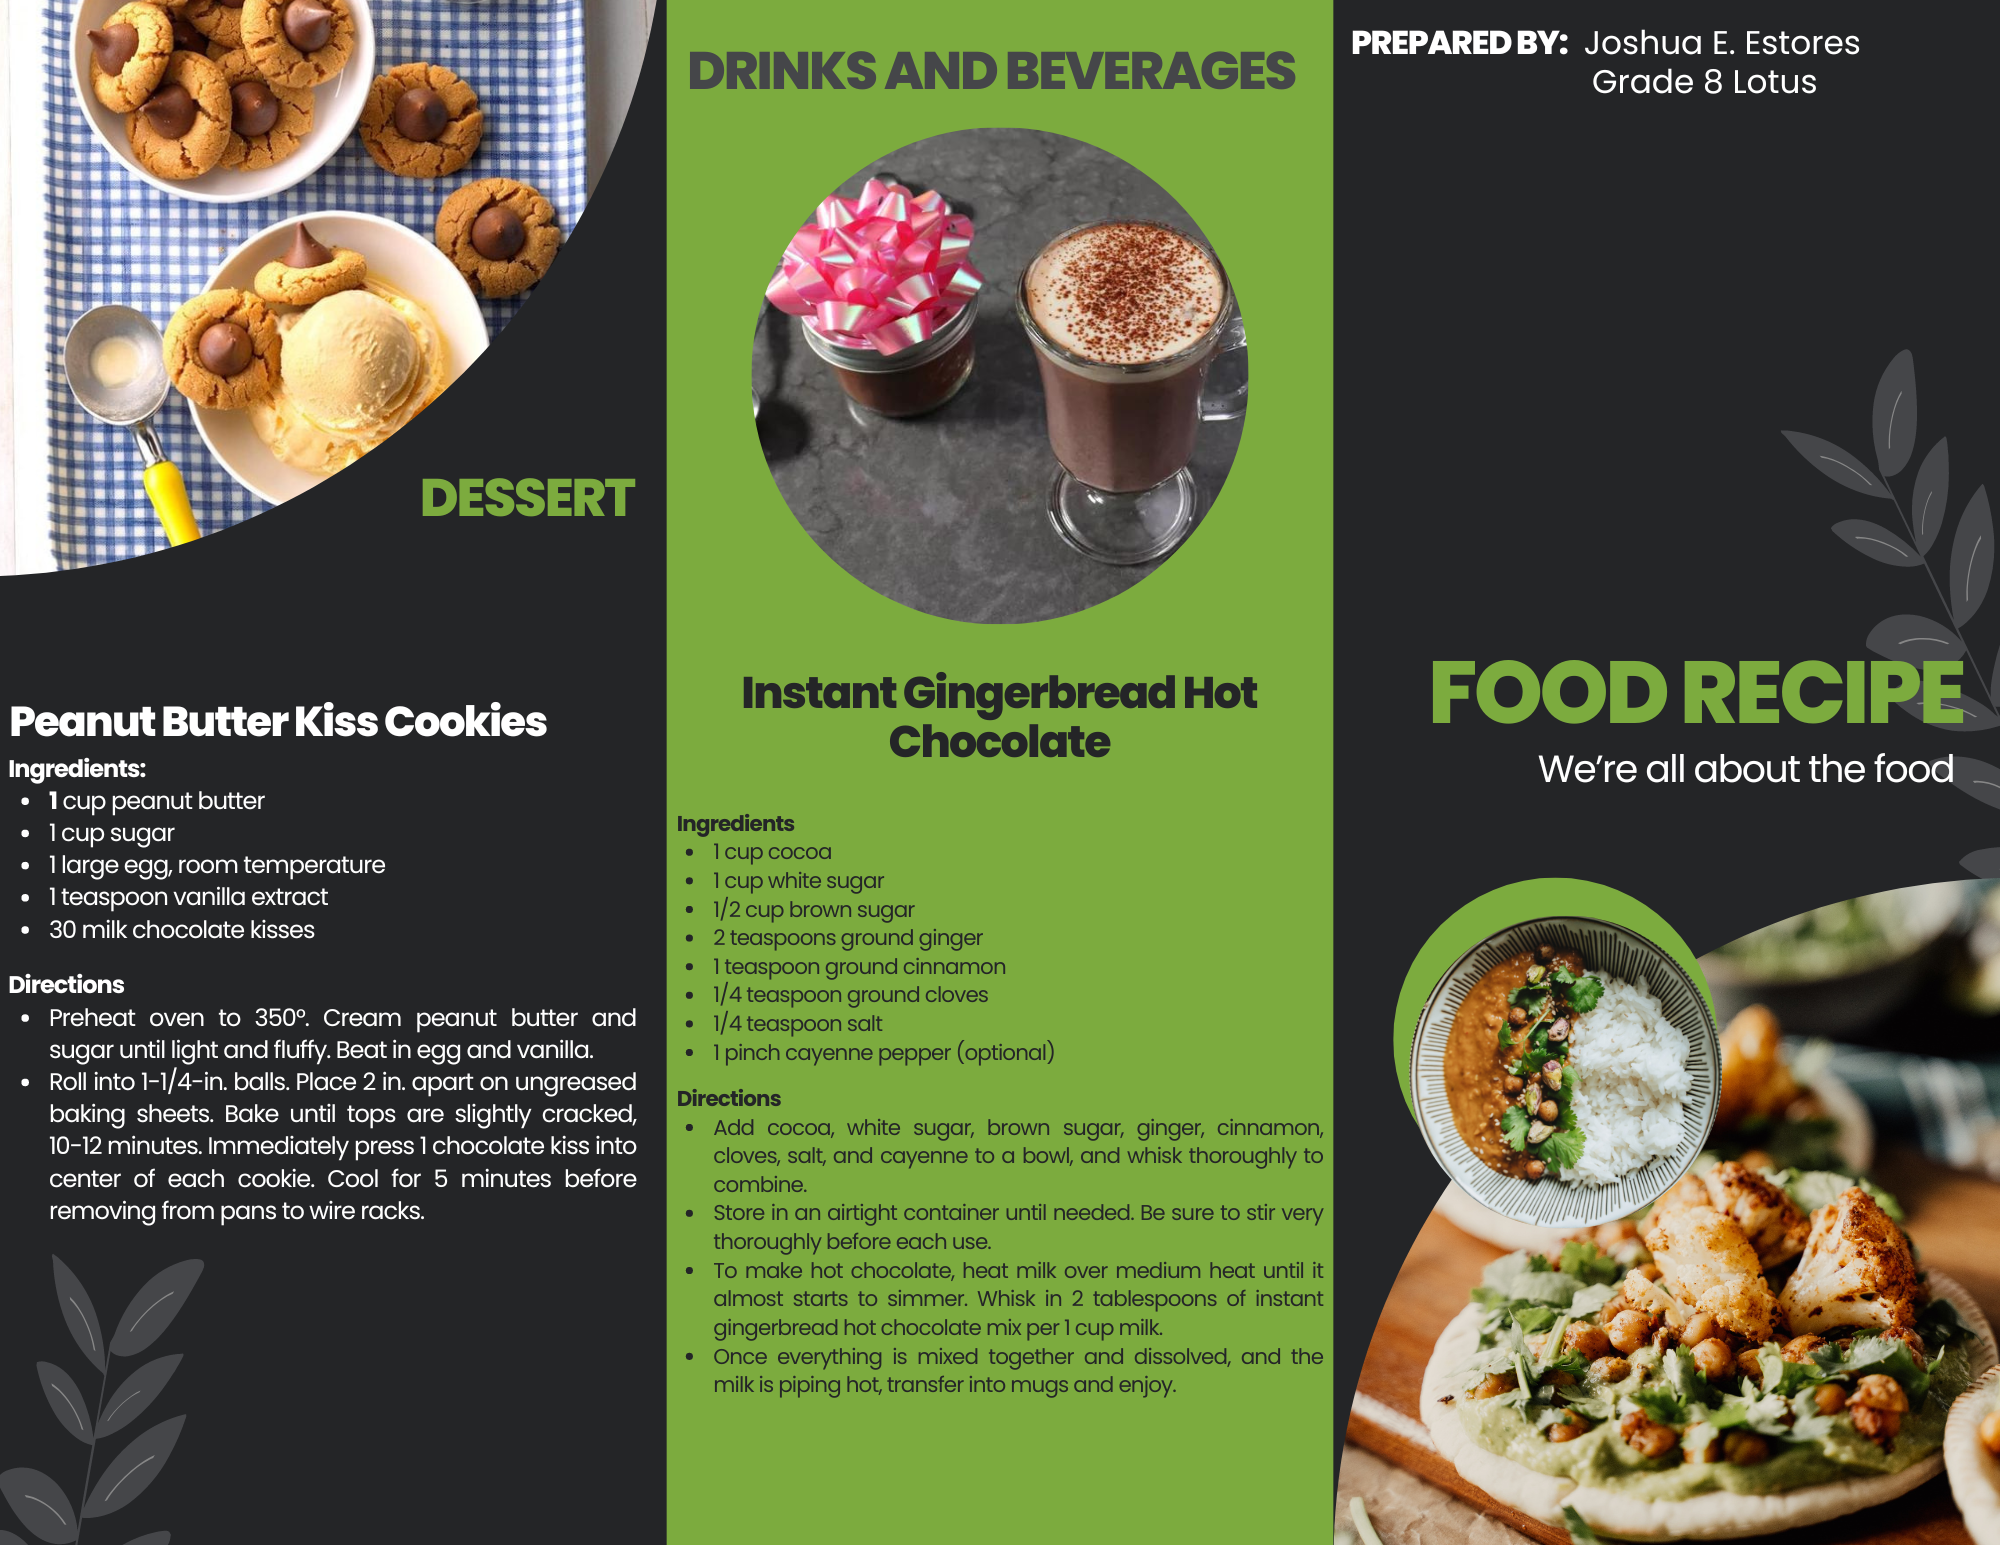 DESSERT
Peanut Butter Kiss Cookies
Ingredients:
• 1 cup peanut butter
• 1 cup sugar
• 1 large egg, room temperature
• 1 teaspoon vanilla extract
• 30 milk chocolate kisses
Directions
• Preheat oven to 350°. Cream peanut butter and
sugar until light and fluffy. Beat in egg and vanilla.
• Roll into 1-1/4-in. balls. Place 2 in. apart on ungreased
baking sheets. Bake until tops are slightly cracked,
10-12 minutes. Immediately press 1 chocolate kiss into
center of each cookie. Cool for 5 minutes before
removing from pans to wire racks.
DRINKS AND BEVERAGES
Instant Gingerbread Hot
Chocolate
Ingredients
• 1 cup cocoa
• 1 cup white sugar
• 1/2 cup brown sugar
• 2 teaspoons ground ginger
• 1 teaspoon ground cinnamon
• 1/4 teaspoon ground cloves
• 1/4 teaspoon salt
• 1 pinch cayenne pepper (optional)
Directions
• Add cocoa, white sugar, brown sugar, ginger, cinnamon,
cloves, salt, and cayenne to a bowl, and whisk thoroughly to
combine.
• Store in an airtight container until needed. Be sure to stir very
thoroughly before each use.
• To make hot chocolate, heat milk over medium heat until it
almost starts to simmer. Whisk in 2 tablespoons of instant
gingerbread hot chocolate mix per 1 cup milk.
• Once everything is mixed together and dissolved, and the
milk is piping hot, transfer into mugs and enjoy.
PREPARED BY: Joshua E. Estores
Grade 8 Lotus
FOOD RECIPE
We're all about the food